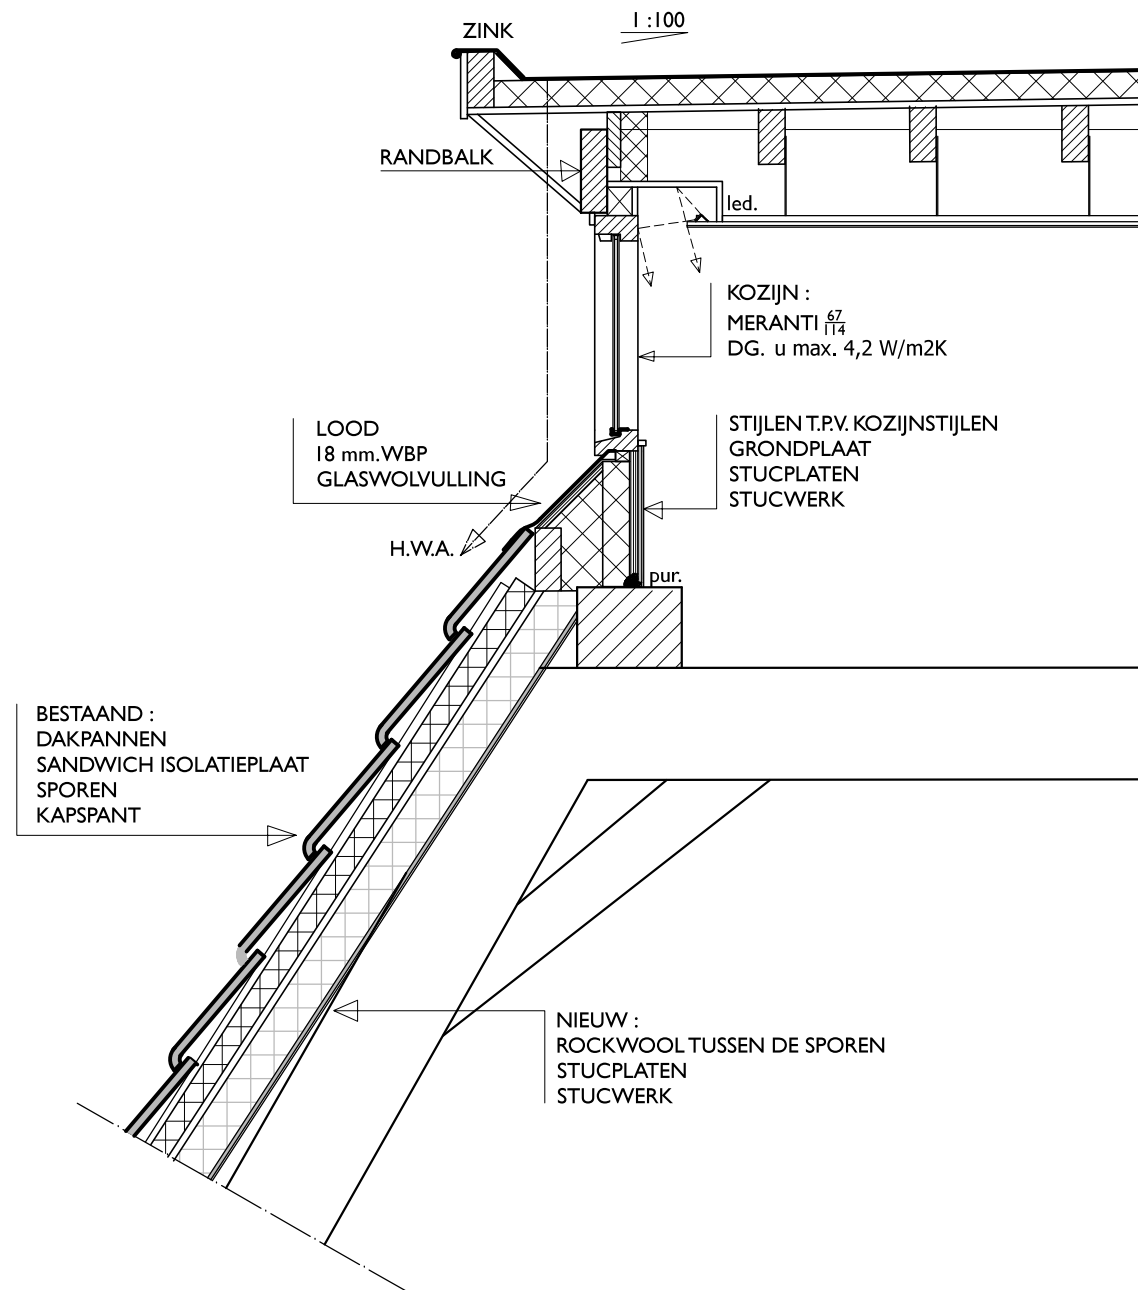 ZINK
1 :100
RANDBALK
led.
KOZIJN :
MERANTI 67/114
DG. u max. 4,2 W/m2K
LOOD
18 mm. WBP
GLASWOLVULLING
STIJLEN T.P.V. KOZIJNSTIJLEN
GRONDPLAAT
STUCPLATEN
STUCWERK
H.W.A.
pur.
BESTAAND :
DAKPANNEN
SANDWICH ISOLATIEPLAAT
SPOREN
KAPSPANT
NIEUW :
ROCKWOOL TUSSEN DE SPOREN
STUCPLATEN
STUCWERK